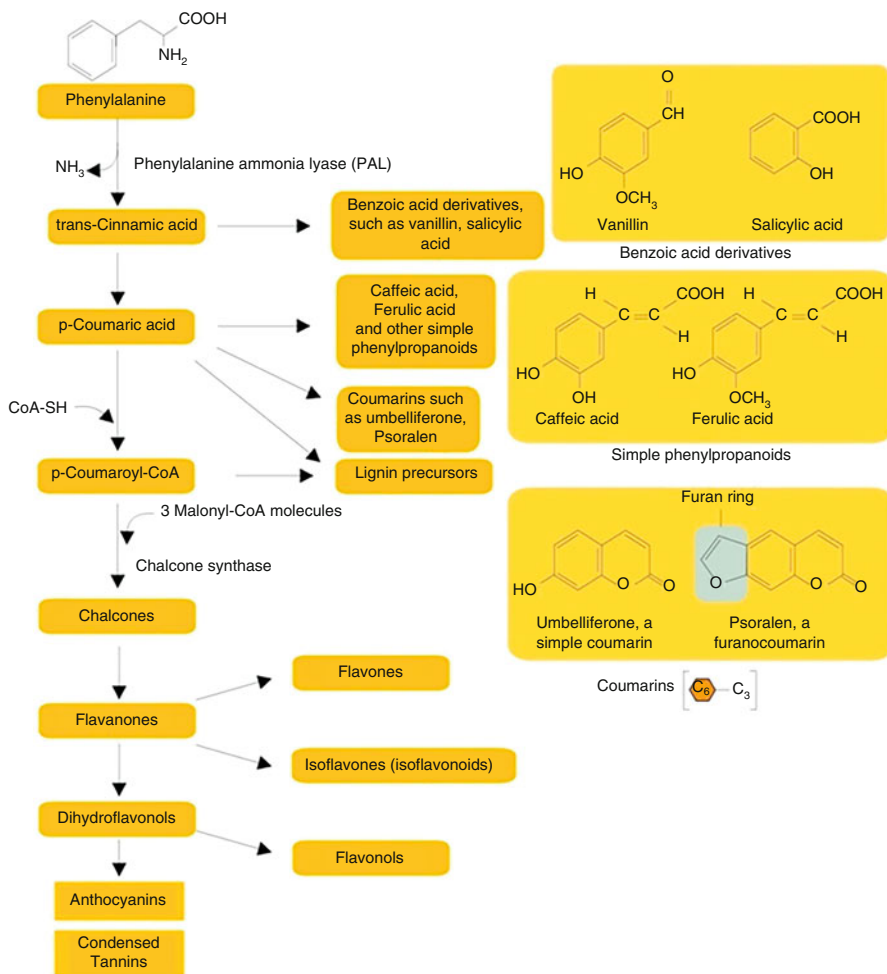 COOH
NH2
Phenylalanine
NH3
Phenylalanine ammonia lyase (PAL)
trans-Cinnamic acid
Benzoic acid derivatives,
such as vanillin, salicylic
acid
p-Coumaric acid
Caffeic acid,
Ferulic acid
and other simple
phenylpropanoids
Coumarins such
as umbelliferone,
Psoralen
CoA-SH
p-Coumaroyl-CoA
Lignin precursors
3 Malonyl-CoA molecules
Chalcone synthase
Chalcones
Flavones
Flavanones
Isoflavones (isoflavonoids)
Dihydroflavonols
Flavonols
Anthocyanins
Condensed
Tannins
O
CH
HO
OCH3
Vanillin
COOH
OH
Salicylic acid
Benzoic acid derivatives
H
COOH
C
C
H
HO
OH
Caffeic acid
H
COOH
C
C
H
HO
OCH3
Ferulic acid
Simple phenylpropanoids
Furan ring
HO
O
O
Umbelliferone, a
simple coumarin
O
O
O
Psoralen, a
furanocoumarin
Coumarins [C6—C3]